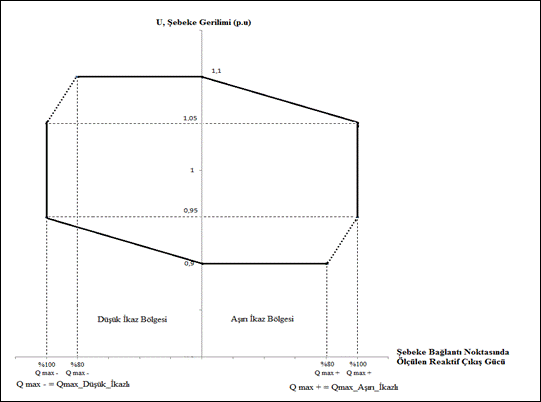 U, Şebeke Gerilimi (p.u)
1,1
1,05
1
0,95
0,9
Düşük İkaz Bölgesi
Aşırı İkaz Bölgesi
%100
Q max -
%80
Q max -
%80
Q max +
%100
Q max +
Şebeke Bağlantı Noktasında
Ölçülen Reaktif Çıkış Gücü
Q max - = Qmax_Düşük_İkazlı
Q max + = Qmax_Aşırı_İkazlı